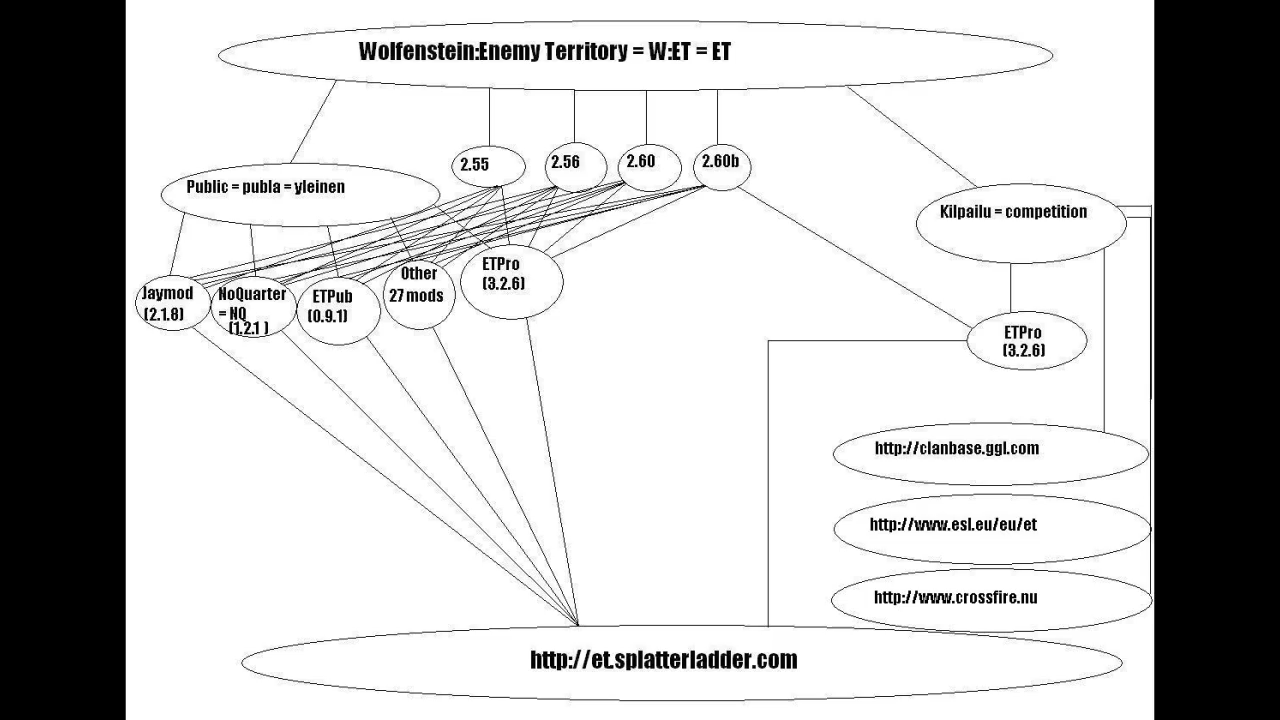 Wolfenstein:Enemy Territory = W:ET = ET
2.55
2.56
2.60
2.60b
Public = publa = yleinen
Kilpailu = competition
Jaymod
(2.1.8)
NoQuarter
= NQ
(1.2.1 )
ETPub
(0.9.1)
Other
27 mods
ETPro
(3.2.6)
ETPro
(3.2.6)
http://clanbase.ggl.com
http://www.esl.eu/eu/et
http://www.crossfire.nu
http://et.splatterladder.com